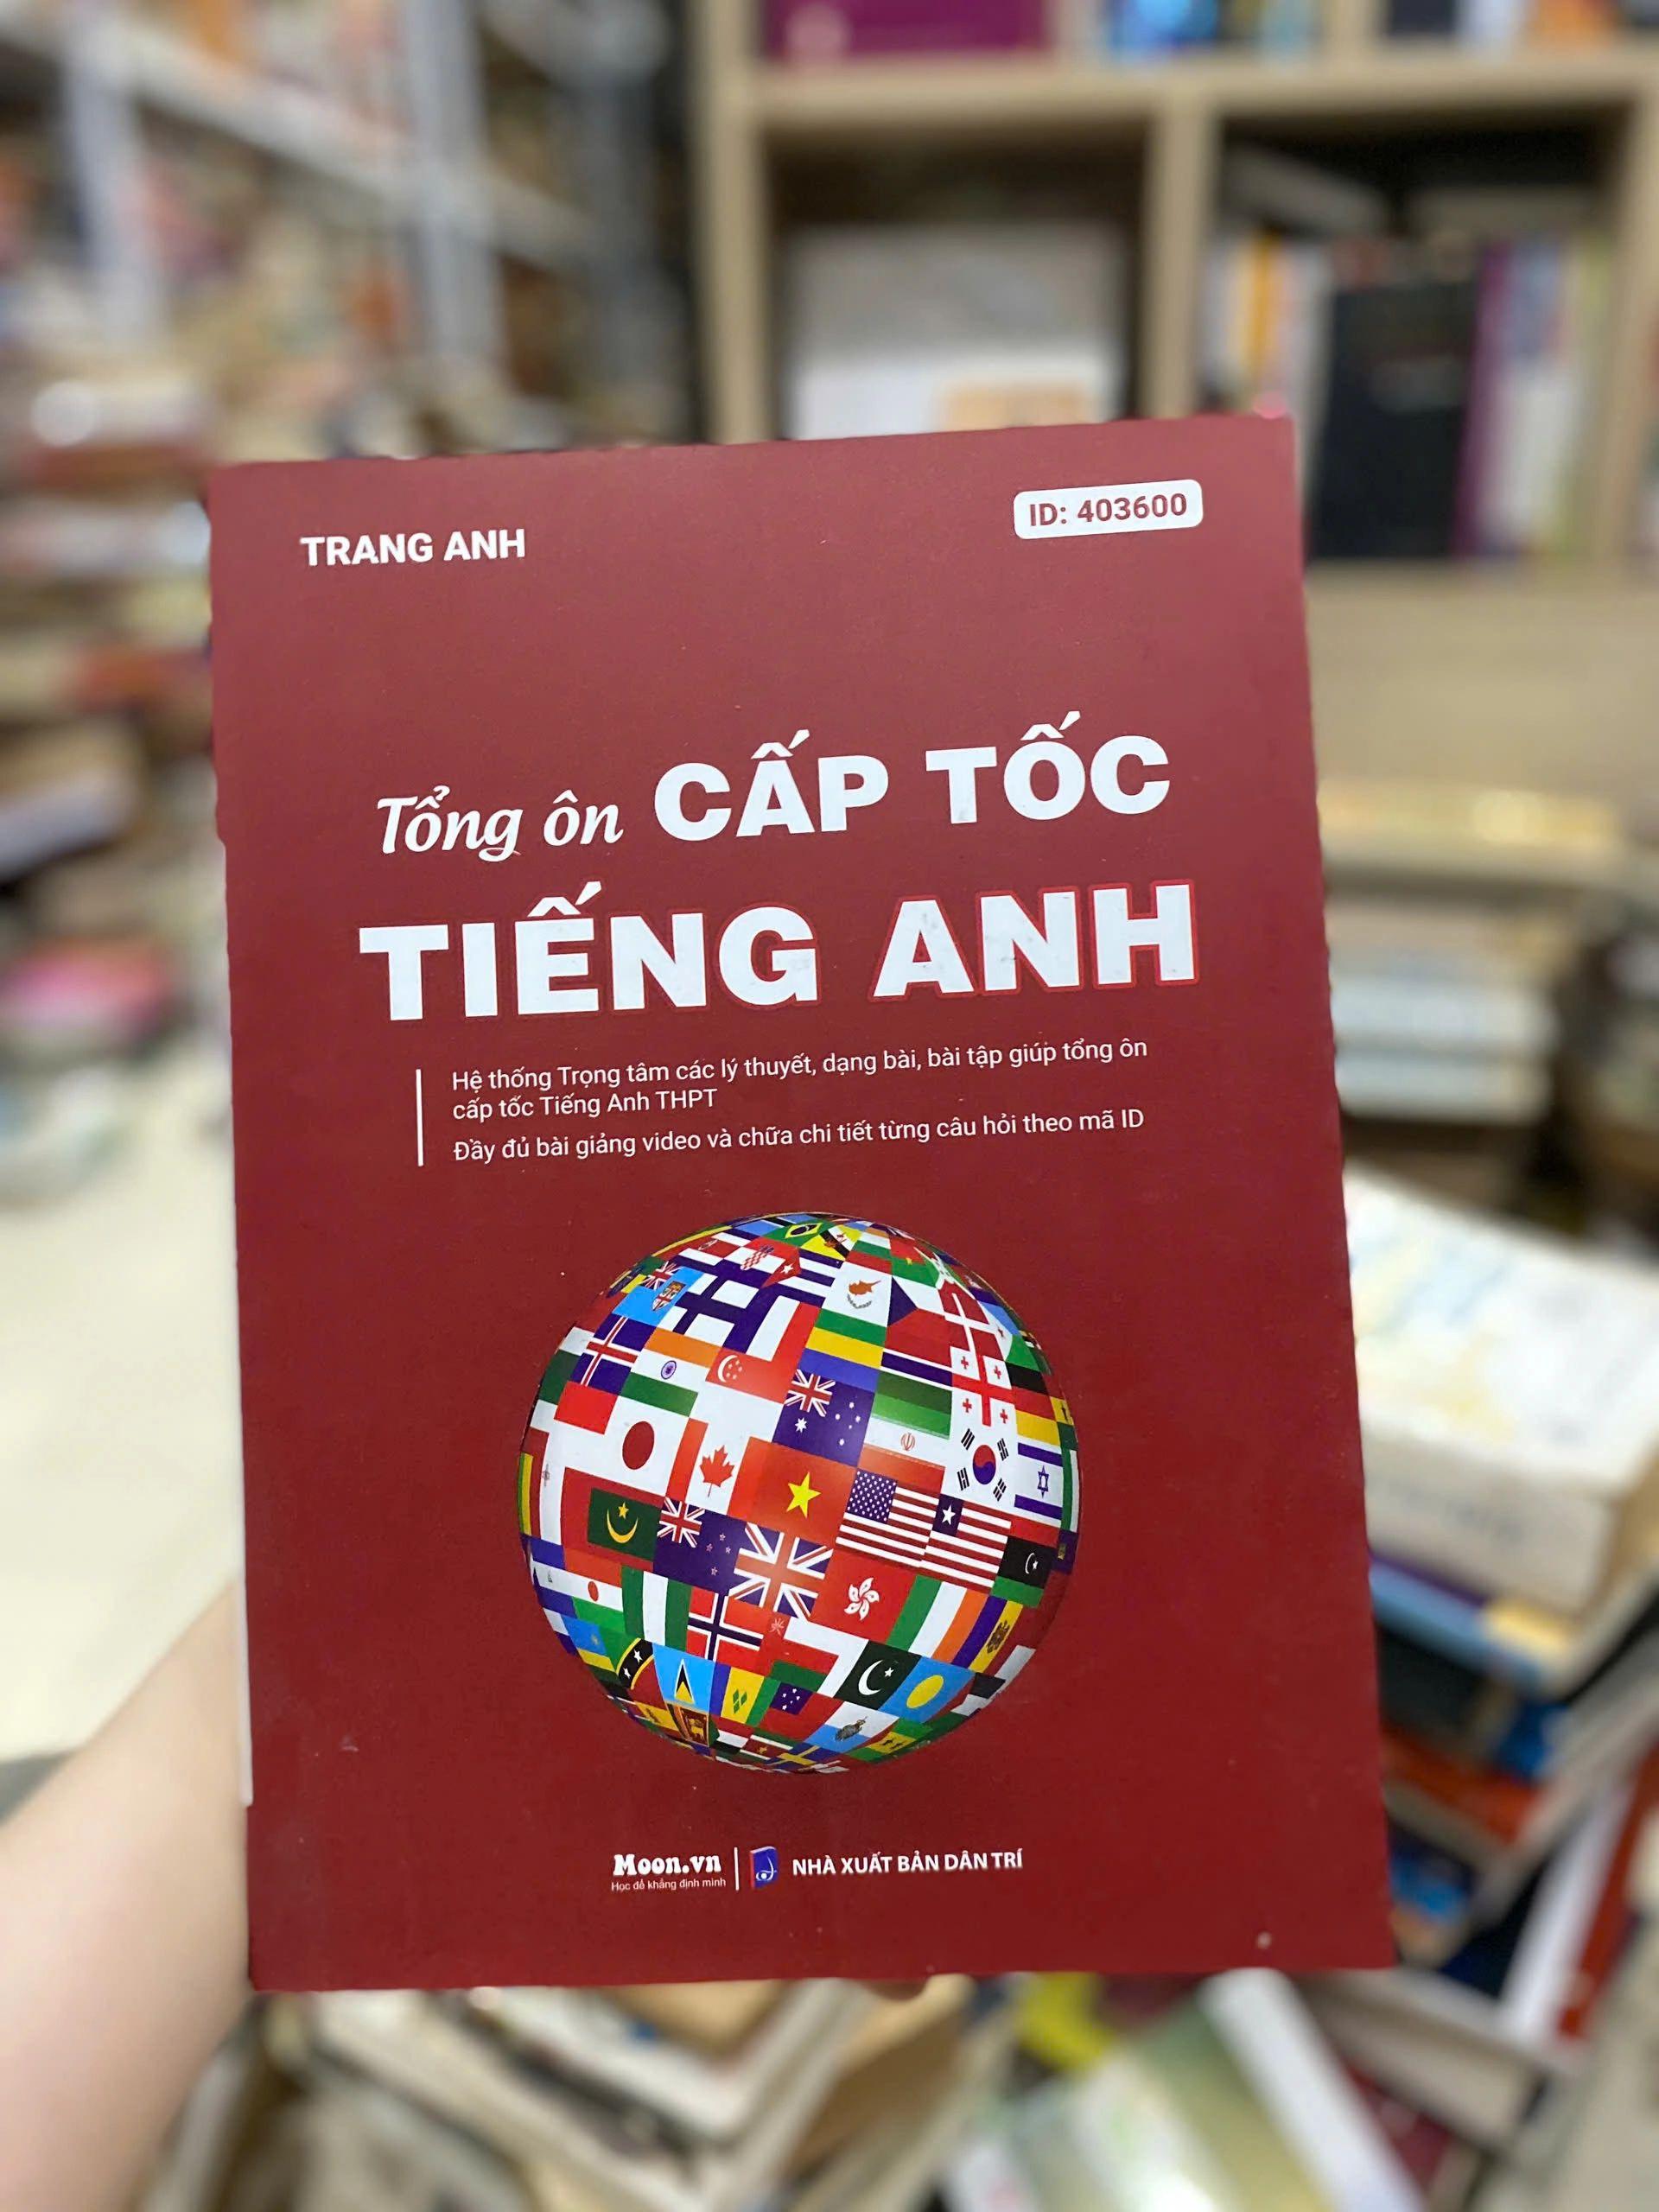 TRANG ANH
ID: 403600
Tổng ôn CẤP TỐC
TIẾNG ANH
Hệ thống Trọng tâm các lý thuyết, dạng bài, bài tập giúp tổng ôn
cấp tốc Tiếng Anh THPT
Đầy đủ bài giảng video và chữa chi tiết từng câu hỏi theo mã ID
Moon.vn
Học để khẳng định mình
NHÀ XUẤT BẢN DÂN TRÍ